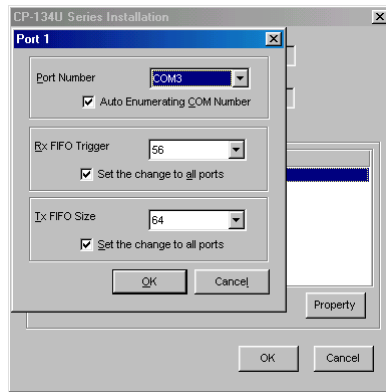 CP-134U Series Installation
Port 1
Port Number
COM3
Auto Enumerating COM Number
Rx FIFO Trigger
56
Set the change to all ports
Tx FIFO Size
64
Set the change to all ports
OK
Cancel
Property
OK
Cancel